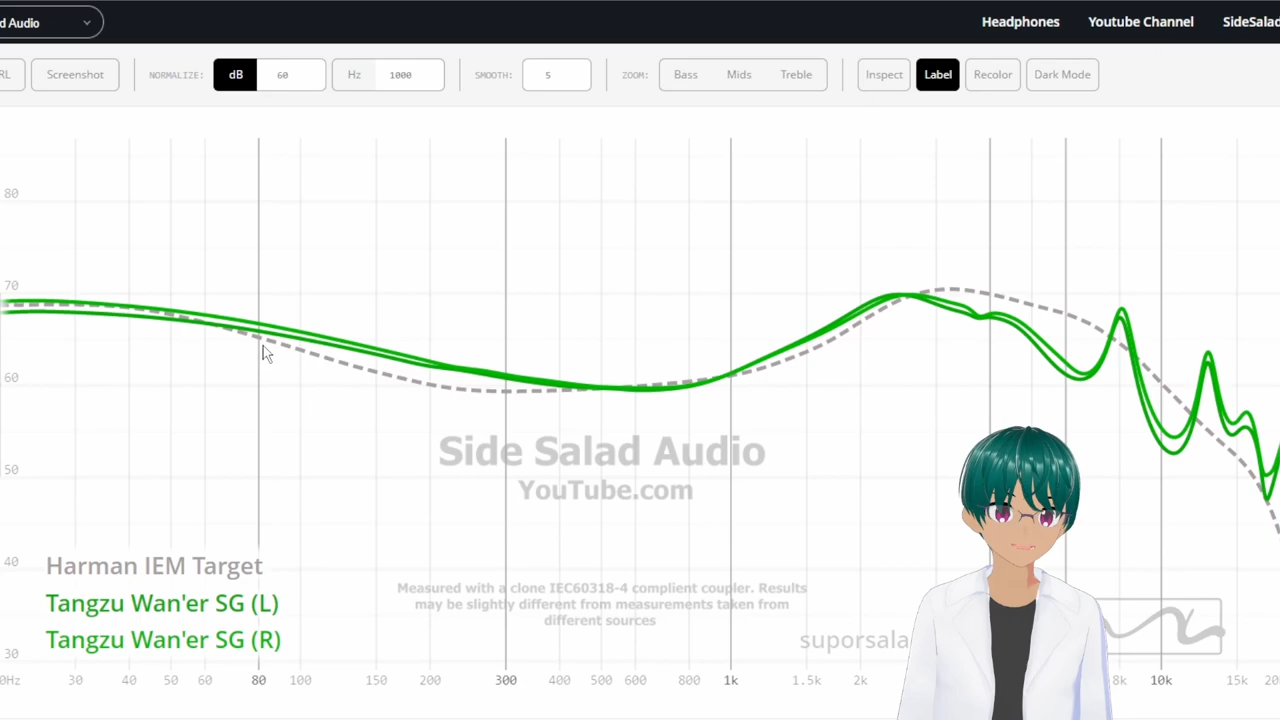 d Audio
Headphones
Youtube Channel
SideSalad
RL
Screenshot
NORMALIZE:
dB
60
Hz
1000
SMOOTH:
5
ZOOM:
Bass
Mids
Treble
Inspect
Label
Recolor
Dark Mode
80
70
60
50
40
30
Side Salad Audio
YouTube.com
Harman IEM Target
Tangzu Wan'er SG (L)
Tangzu Wan'er SG (R)
Measured with a clone IEC60318-4 complient coupler. Results
may be slightly different from measurements taken from
different sources
suporsala
0Hz 30 40 50 60 80 100 150 200 300 400 500 600 800 1k 1.5k 2k 8k 10k 15k 20